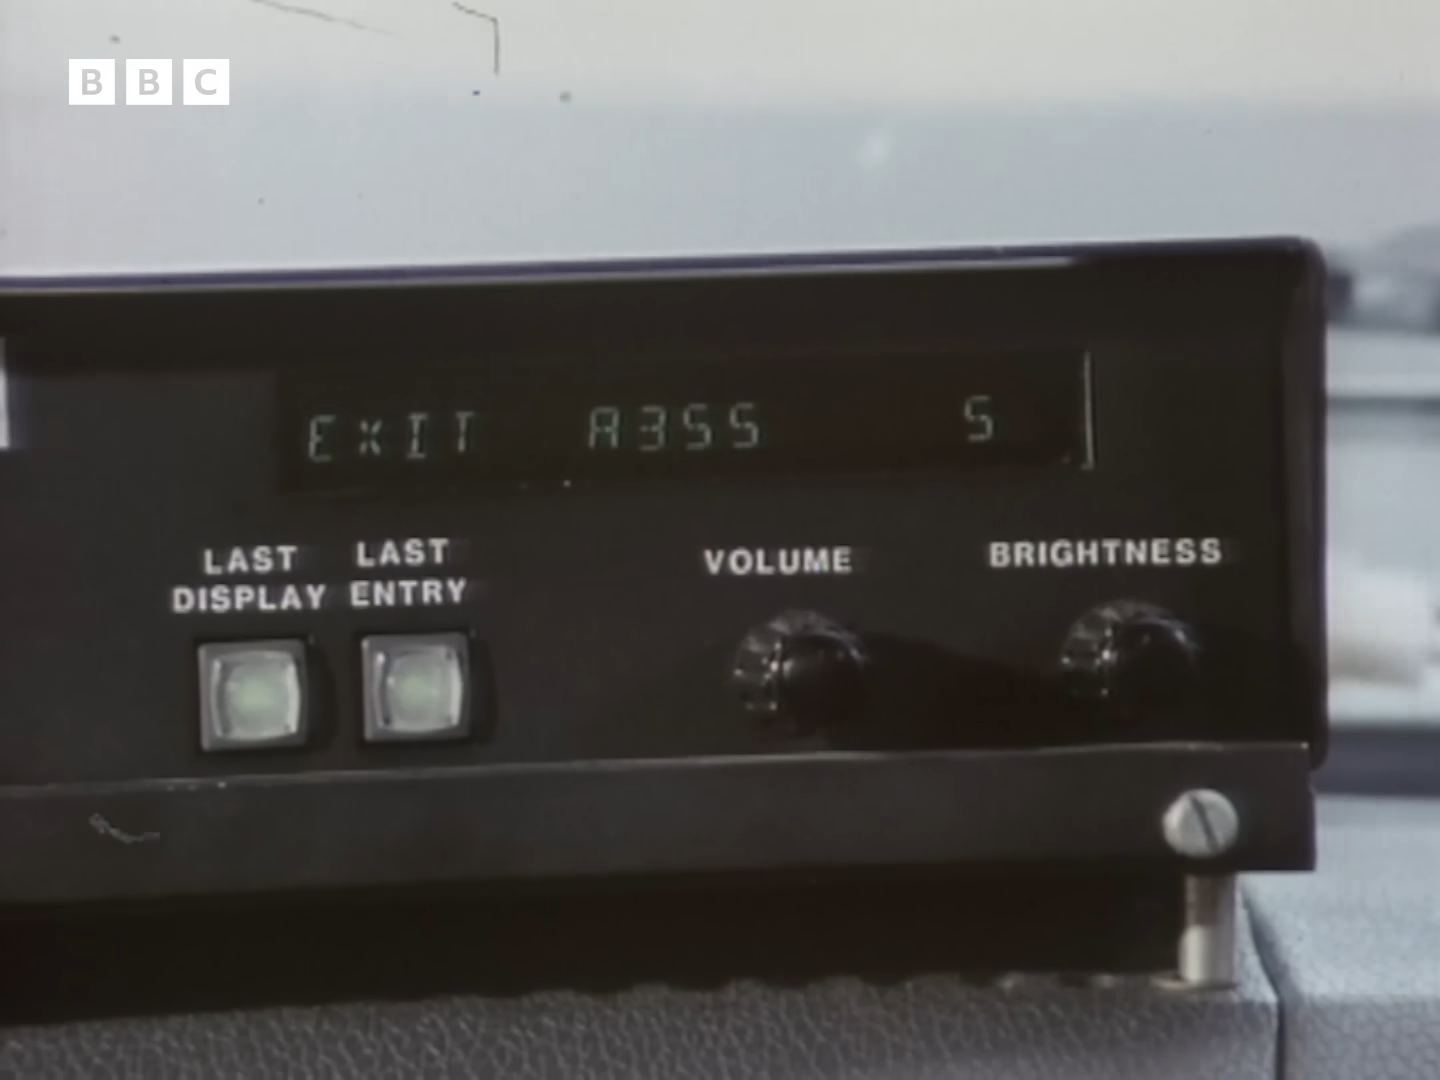 BBC
EXIT A355 S
LAST DISPLAY
LAST ENTRY
VOLUME
BRIGHTNESS